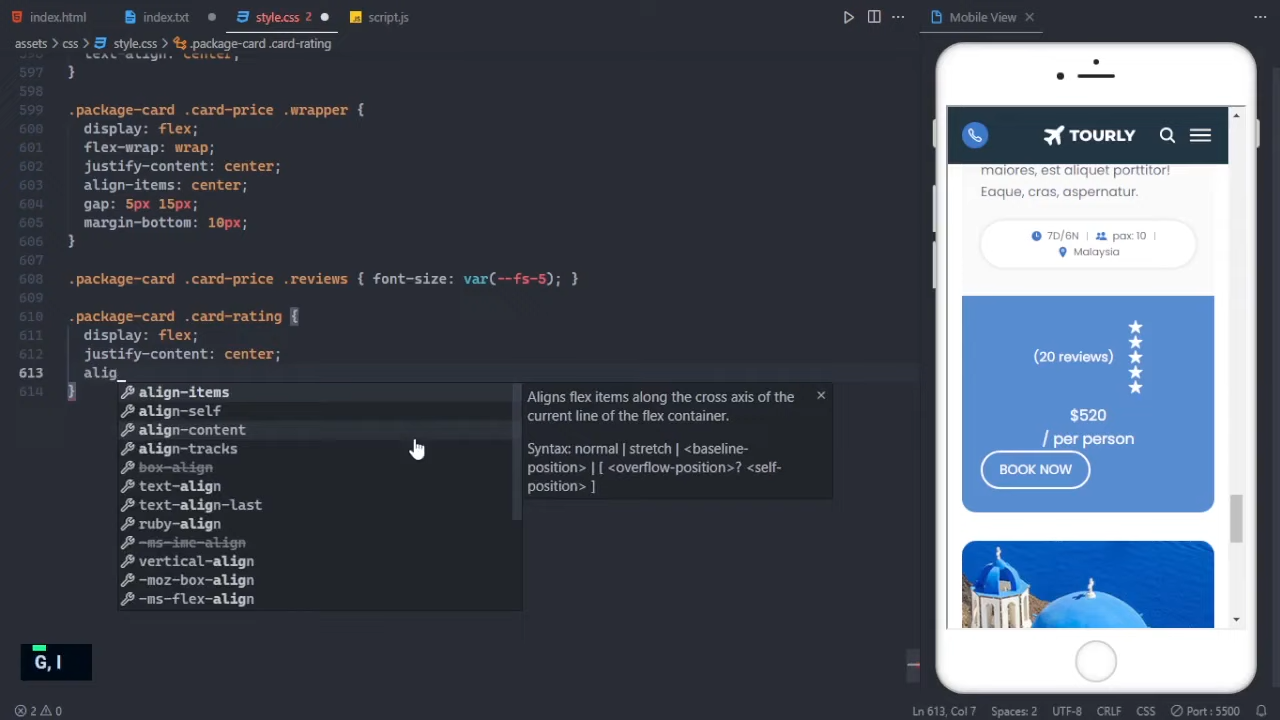 index.html
index.txt
style.css 2
script.js
Mobile View
assets > css > style.css > .package-card .card-rating
597 }
598
599 .package-card .card-price .wrapper {
600 display: flex;
601 flex-wrap: wrap;
602 justify-content: center;
603 align-items: center;
604 gap: 5px 15px;
605 margin-bottom: 10px;
606 }
607
608 .package-card .card-price .reviews { font-size: var(--fs-5); }
609
610 .package-card .card-rating {
611 display: flex;
612 justify-content: center;
613 alig
614 }
align-items
align-self
align-content
align-tracks
box-align
text-align
text-align-last
ruby-align
-ms-ime-align
vertical-align
-moz-box-align
-ms-flex-align
Aligns flex items along the cross axis of the
current line of the flex container.
Syntax: normal | stretch | <baseline-
position> | [ <overflow-position>? <self-
position> ]
G, I
TOURLY
maiores, est aliquet porttitor!
Eaque, cras, aspernatur.
7D/6N | pax: 10 |
Malaysia
(20 reviews)
$520
/ per person
BOOK NOW
2 0
Ln 613, Col 7 Spaces: 2 UTF-8 CRLF CSS Port : 5500